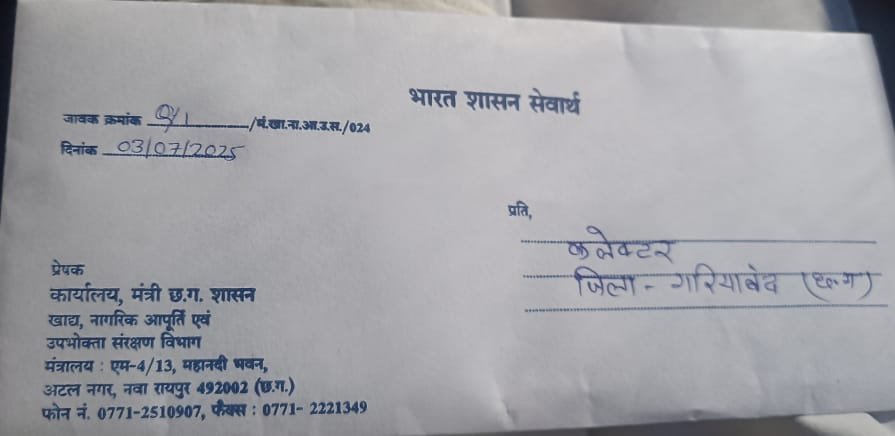 भारत शासन सेवार्थ
जावक क्रमांक /मं.खा.ना.आ.उ.स./024
दिनांक 03/07/2025
प्रति,
कलेक्टर
जिला - गरियाबंद (छ.ग)
प्रेषक
कार्यालय, मंत्री छ.ग. शासन
खाद्य, नागरिक आपूर्ति एवं
उपभोक्ता संरक्षण विभाग
मंत्रालय : एम-4/13, महानदी भवन,
अटल नगर, नवा रायपुर 492002 (छ.ग.)
फोन नं. 0771-2510907, फैक्स : 0771- 2221349